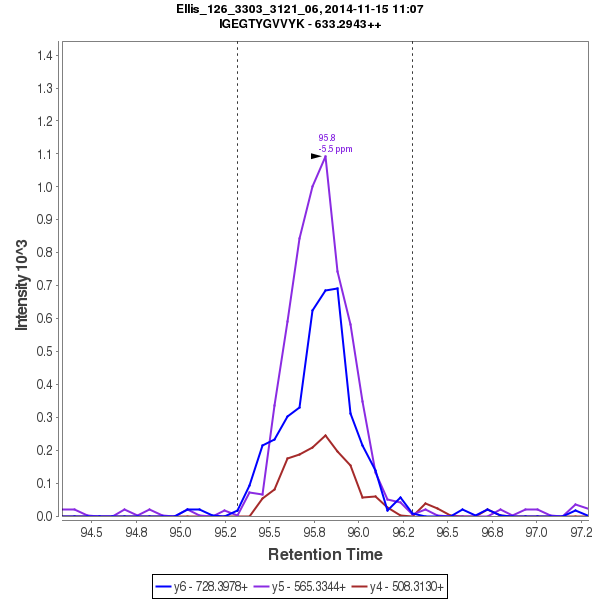 Ellis_126_3303_3121_06, 2014-11-15 11:07
IGEGTYGVVYK - 633.2943++
Intensity 10^3
1.4
1.3
1.2
1.1
1.0
0.9
0.8
0.7
0.6
0.5
0.4
0.3
0.2
0.1
0.0
95.8
-5.5 ppm
94.5 94.8 95.0 95.2 95.5 95.8 96.0 96.2 96.5 96.8 97.0 97.2
Retention Time
y6 - 728.3978+ y5 - 565.3344+ y4 - 508.3130+